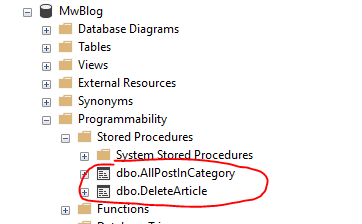 MwBlog
Database Diagrams
Tables
Views
External Resources
Synonyms
Programmability
Stored Procedures
System Stored Procedures
dbo.AllPostInCategory
dbo.DeleteArticle
Functions